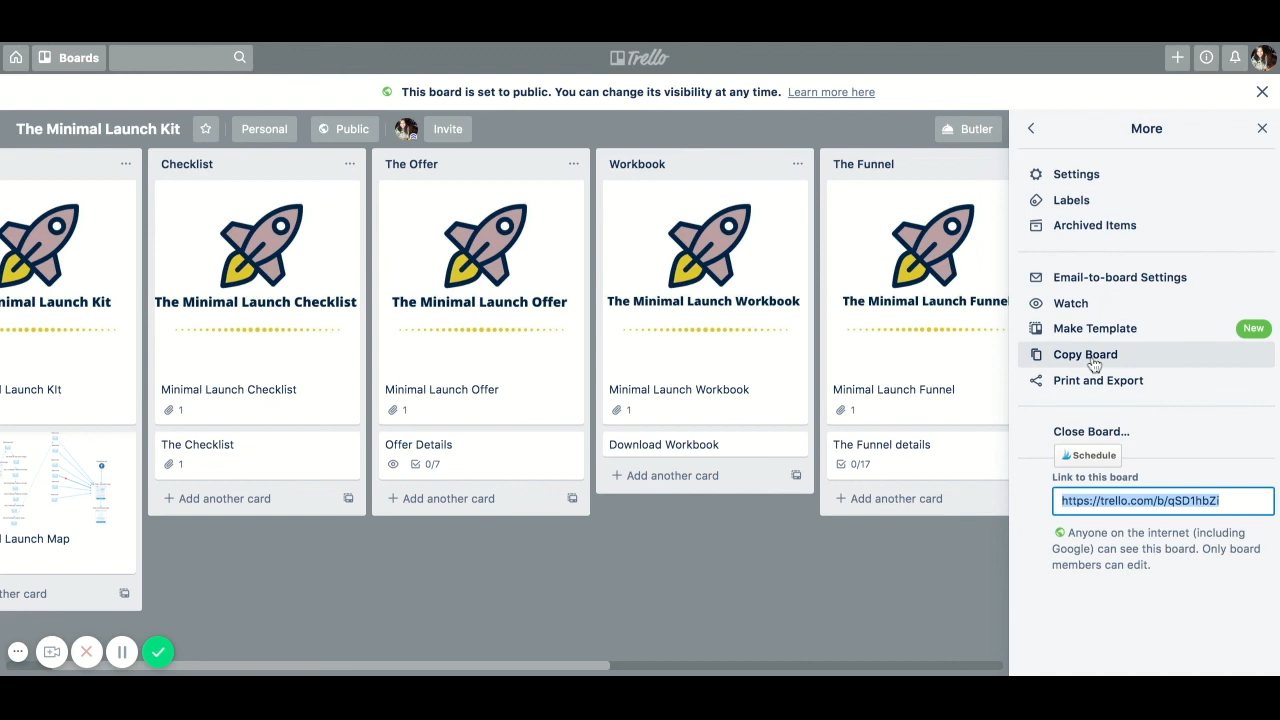 Boards
Trello
This board is set to public. You can change its visibility at any time. Learn more here
The Minimal Launch Kit
Personal
Public
Invite
Butler
nimal Launch Kit
l Launch KIt
l Launch Map
ther card
Checklist
The Minimal Launch Checklist
Minimal Launch Checklist
1
The Checklist
1
+ Add another card
The Offer
The Minimal Launch Offer
Minimal Launch Offer
1
Offer Details
0/7
+ Add another card
Workbook
The Minimal Launch Workbook
Minimal Launch Workbook
1
Download Workbook
+ Add another card
The Funnel
The Minimal Launch Funnel
Minimal Launch Funnel
1
The Funnel details
0/17
+ Add another card
More
Settings
Labels
Archived Items
Email-to-board Settings
Watch
Make Template
New
Copy Board
Print and Export
Close Board...
Schedule
Link to this board
https://trello.com/b/qSD1hbZi
Anyone on the internet (including
Google) can see this board. Only board
members can edit.